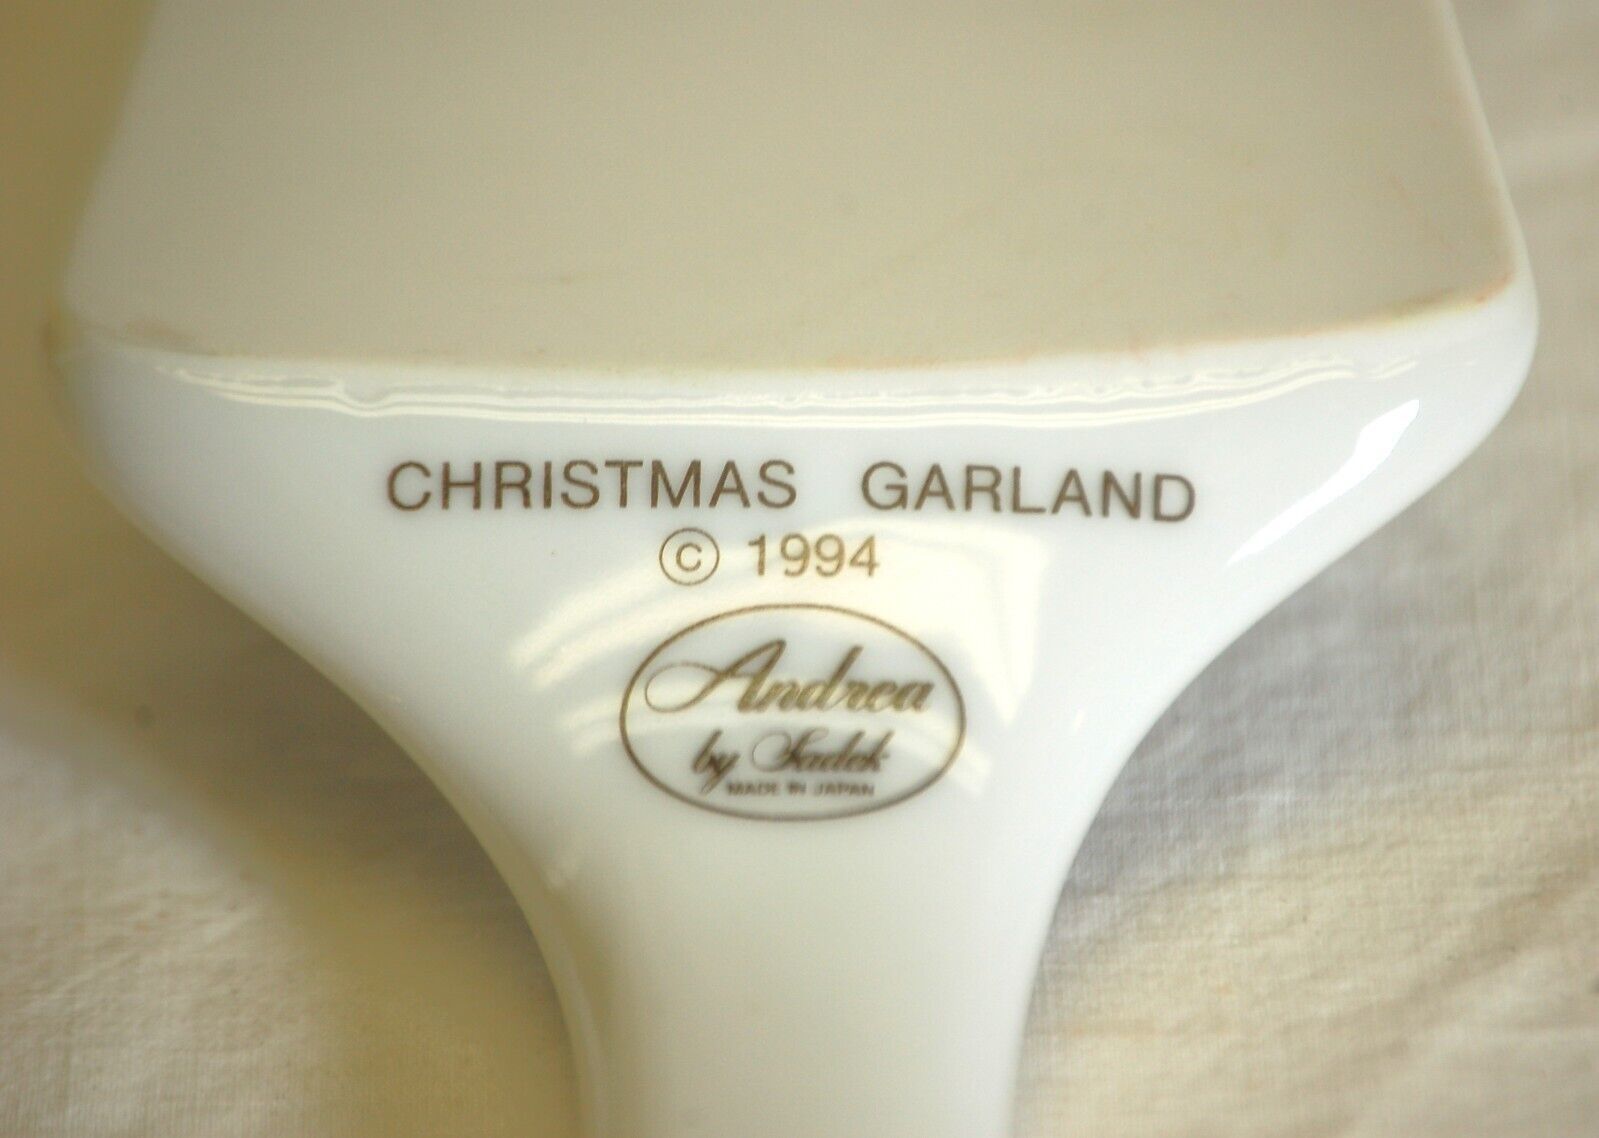 CHRISTMAS GARLAND
© 1994
Andrea
by Sadek
MADE IN JAPAN